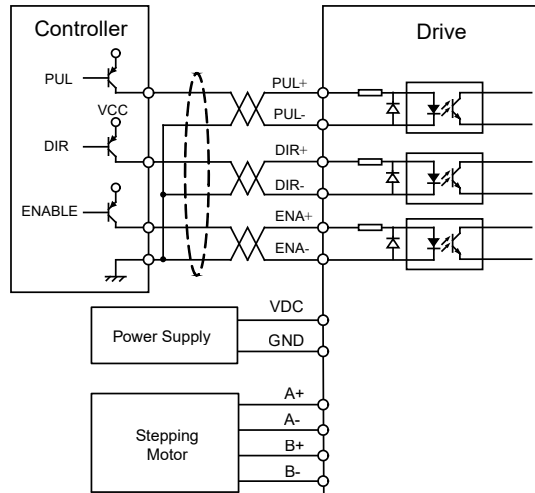 Controller
Drive
PUL
VCC
DIR
ENABLE
PUL+
PUL-
DIR+
DIR-
ENA+
ENA-
Power Supply
VDC
GND
Stepping
Motor
A+
A-
B+
B-